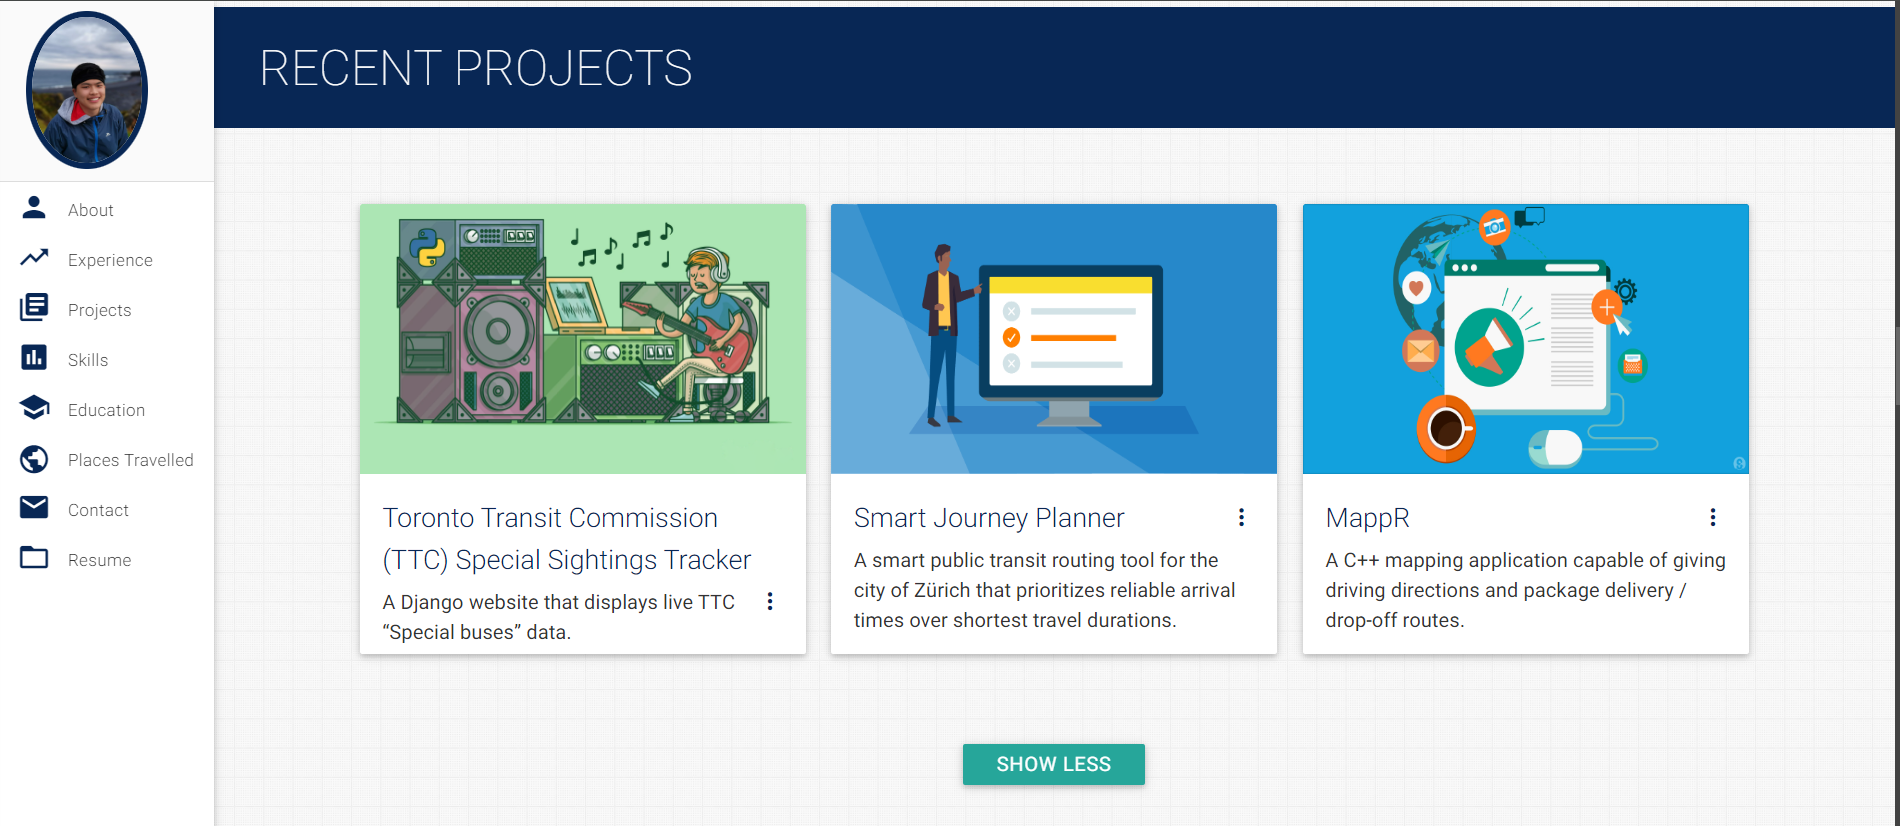 RECENT PROJECTS
About
Experience
Projects
Skills
Education
Places Travelled
Contact
Resume
Toronto Transit Commission
(TTC) Special Sightings Tracker
A Django website that displays live TTC
“Special buses” data.
Smart Journey Planner
A smart public transit routing tool for the
city of Zürich that prioritizes reliable arrival
times over shortest travel durations.
MappR
A C++ mapping application capable of giving
driving directions and package delivery /
drop-off routes.
SHOW LESS